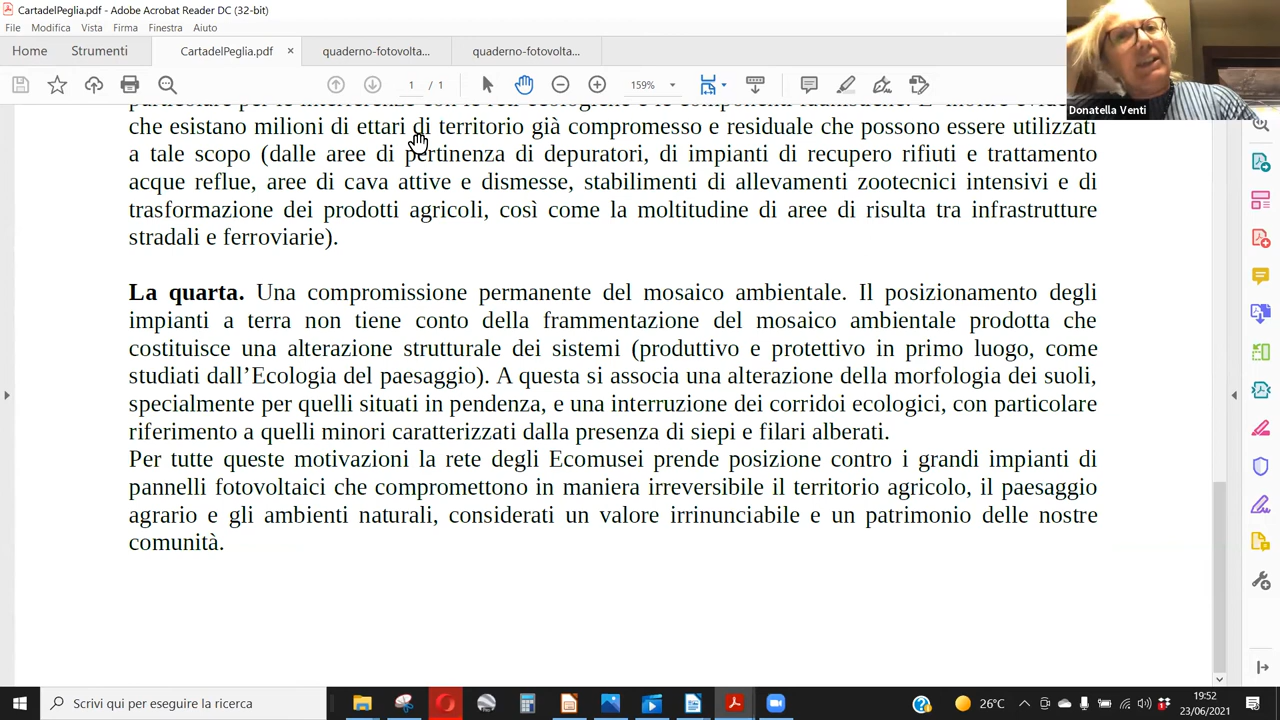 CartadelPeglia.pdf - Adobe Acrobat Reader DC (32-bit)
File Modifica Vista Firma Finestra Aiuto
Home Strumenti CartadelPeglia.pdf × quaderno-fotovolta... quaderno-fotovolta...
1 / 1 159%
Donatella Venti
che esistano milioni di ettari di territorio già compromesso e residuale che possono essere utilizzati
a tale scopo (dalle aree di pertinenza di depuratori, di impianti di recupero rifiuti e trattamento
acque reflue, aree di cava attive e dismesse, stabilimenti di allevamenti zootecnici intensivi e di
trasformazione dei prodotti agricoli, così come la moltitudine di aree di risulta tra infrastrutture
stradali e ferroviarie).
La quarta. Una compromissione permanente del mosaico ambientale. Il posizionamento degli
impianti a terra non tiene conto della frammentazione del mosaico ambientale prodotta che
costituisce una alterazione strutturale dei sistemi (produttivo e protettivo in primo luogo, come
studiati dall’Ecologia del paesaggio). A questa si associa una alterazione della morfologia dei suoli,
specialmente per quelli situati in pendenza, e una interruzione dei corridoi ecologici, con particolare
riferimento a quelli minori caratterizzati dalla presenza di siepi e filari alberati.
Per tutte queste motivazioni la rete degli Ecomusei prende posizione contro i grandi impianti di
pannelli fotovoltaici che compromettono in maniera irreversibile il territorio agricolo, il paesaggio
agrario e gli ambienti naturali, considerati un valore irrinunciabile e un patrimonio delle nostre
comunità.
Scrivi qui per eseguire la ricerca
26°C
19:52
23/06/2021